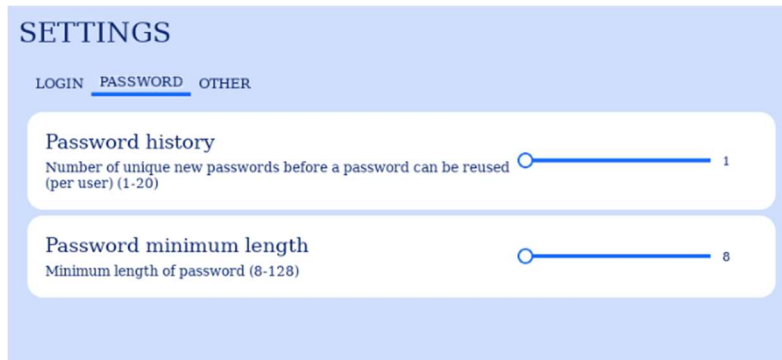 SETTINGS
LOGIN PASSWORD OTHER
Password history
Number of unique new passwords before a password can be reused
(per user) (1-20)
1
Password minimum length
Minimum length of password (8-128)
8